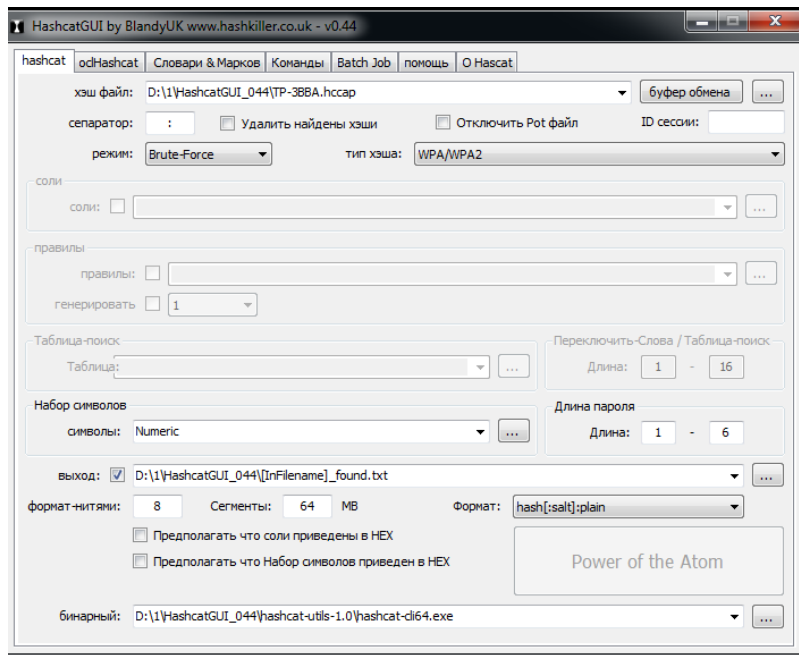 HashcatGUI by BlandyUK www.hashkiller.co.uk - v0.44
hashcat oclHashcat Словари & Марков Команды Batch Job помощь О Hascat
хэш файл: D:\1\HashcatGUI_044\TP-3BBA.hccap буфер обмена ...
сепаратор: : Удалить найдены хэши Отключить Pot файл ID сессии:
режим: Brute-Force тип хэша: WPA/WPA2
соли
соли: ...
правилы
правилы: ...
генерировать 1
Таблица-поиск Переключить-Слова / Таблица-поиск
Таблица: ... Длина: 1 - 16
Набор символов Длина пароля
символы: Numeric ... Длина: 1 - 6
выход: D:\1\HashcatGUI_044\[InFilename]_found.txt ...
формат-нитями: 8 Сегменты: 64 MB Формат: hash[:salt]:plain
Предполагать что соли приведены в HEX
Предполагать что Набор символов приведен в HEX Power of the Atom
бинарный: D:\1\HashcatGUI_044\hashcat-utils-1.0\hashcat-cli64.exe ...